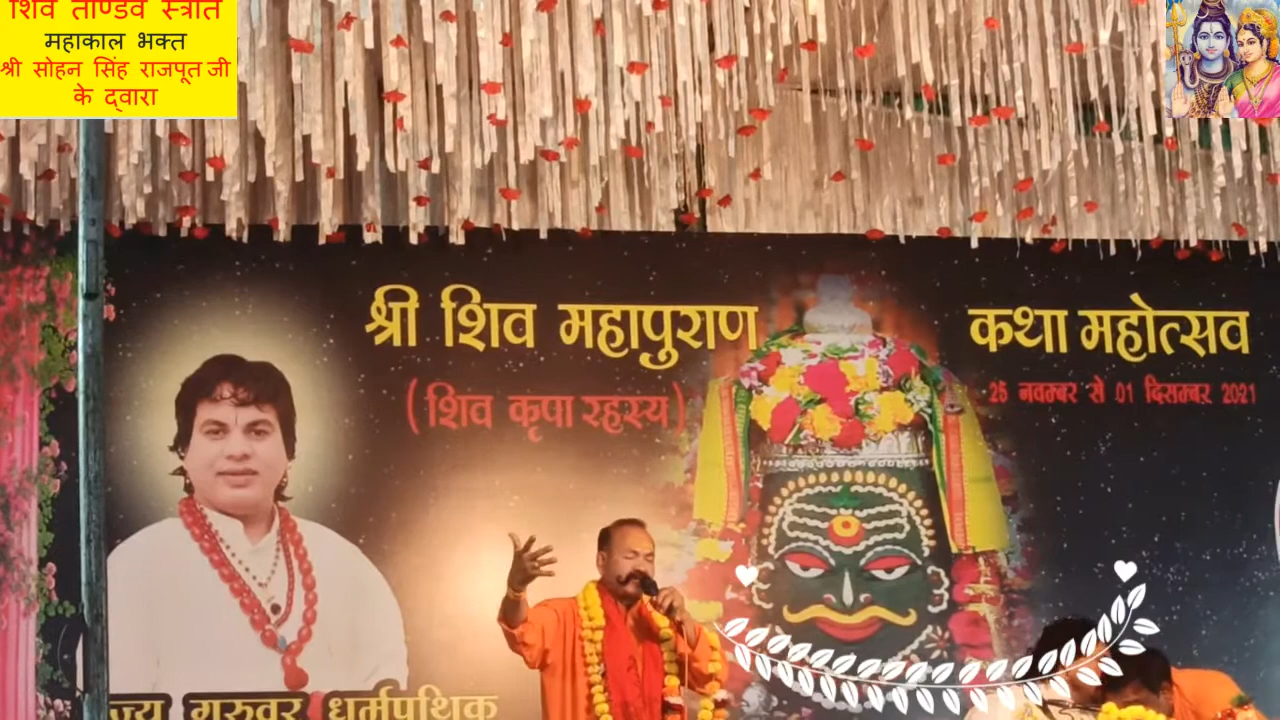 शिव ताण्डव स्त्रोत
महाकाल भक्त
श्री सोहन सिंह राजपूत जी
के द्वारा
श्री शिव महापुराण कथा महोत्सव
(शिव कृपा रहस्य)
25 नवम्बर से 01 दिसम्बर 2021
गुरुवर धर्मपथिक